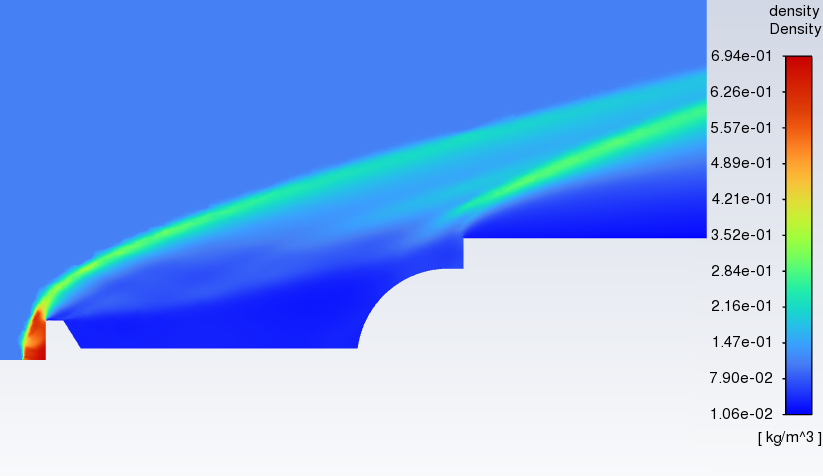 density
Density
6.94e-01
6.26e-01
5.57e-01
4.89e-01
4.21e-01
3.52e-01
2.84e-01
2.16e-01
1.47e-01
7.90e-02
1.06e-02
[ kg/m^3 ]